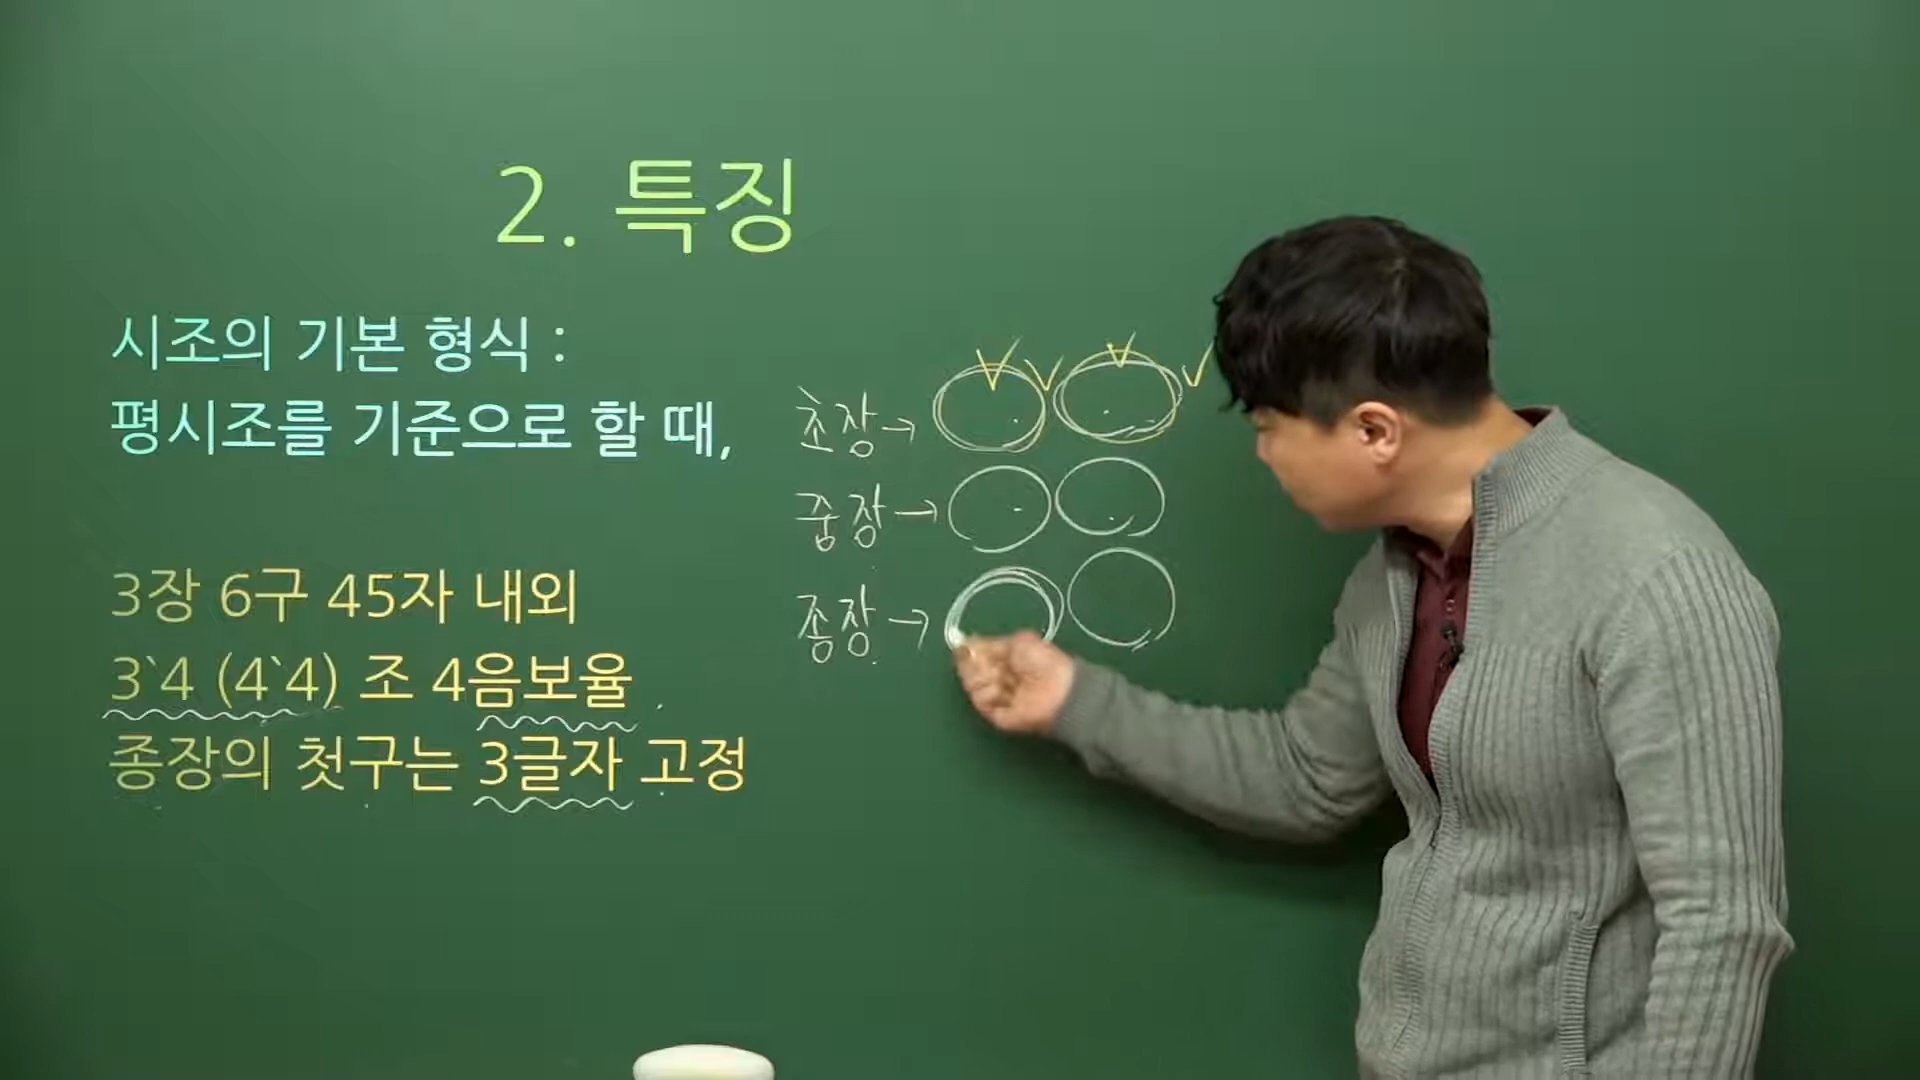 2. 특징
시조의 기본 형식 :
평시조를 기준으로 할 때,
3장 6구 45자 내외
3`4 (4`4) 조 4음보율
종장의 첫구는 3글자 고정
초장→
중장→
종장→